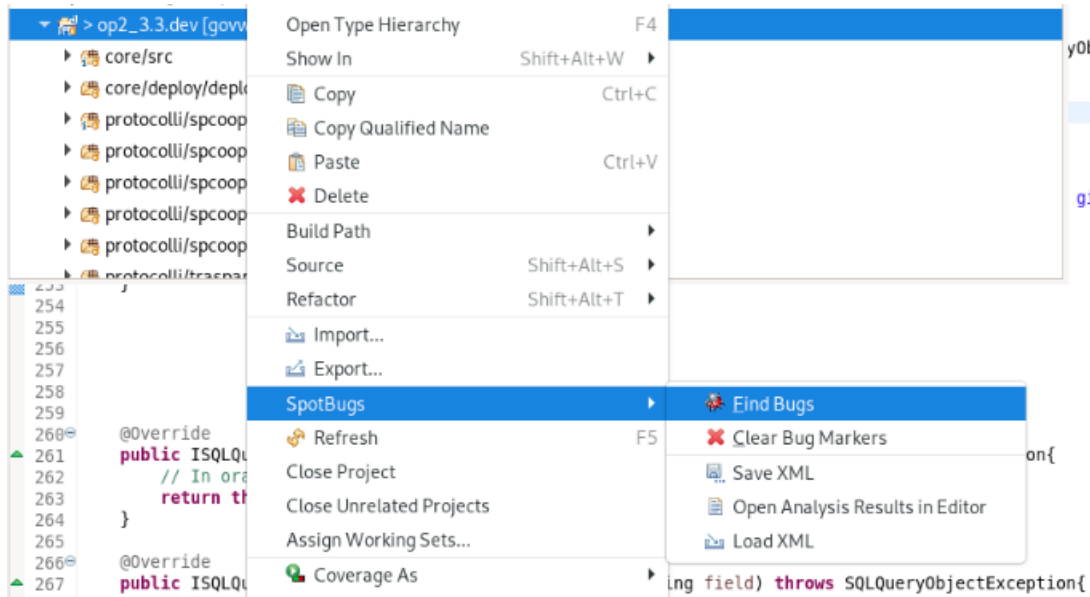 > op2_3.3.dev [govw
core/src
core/deploy/depl
protocolli/spcoop
protocolli/spcoop
protocolli/spcoop
protocolli/spcoop
protocolli/spcoop
protocolli/traspar
Open Type Hierarchy F4
Show In Shift+Alt+W
Copy Ctrl+C
Copy Qualified Name
Paste Ctrl+V
Delete
Build Path
Source Shift+Alt+S
Refactor Shift+Alt+T
Import...
Export...
SpotBugs
Refresh F5
Close Project
Close Unrelated Projects
Assign Working Sets...
Coverage As
Find Bugs
Clear Bug Markers
Save XML
Open Analysis Results in Editor
Load XML
yOb
gi
253 }
254
255
256
257
258
259
260 @Override
261 public ISQLQu on{
262 // In ora
263 return th
264 }
265
266 @Override
267 public ISQLQu ing field) throws SQLQueryObjectException{